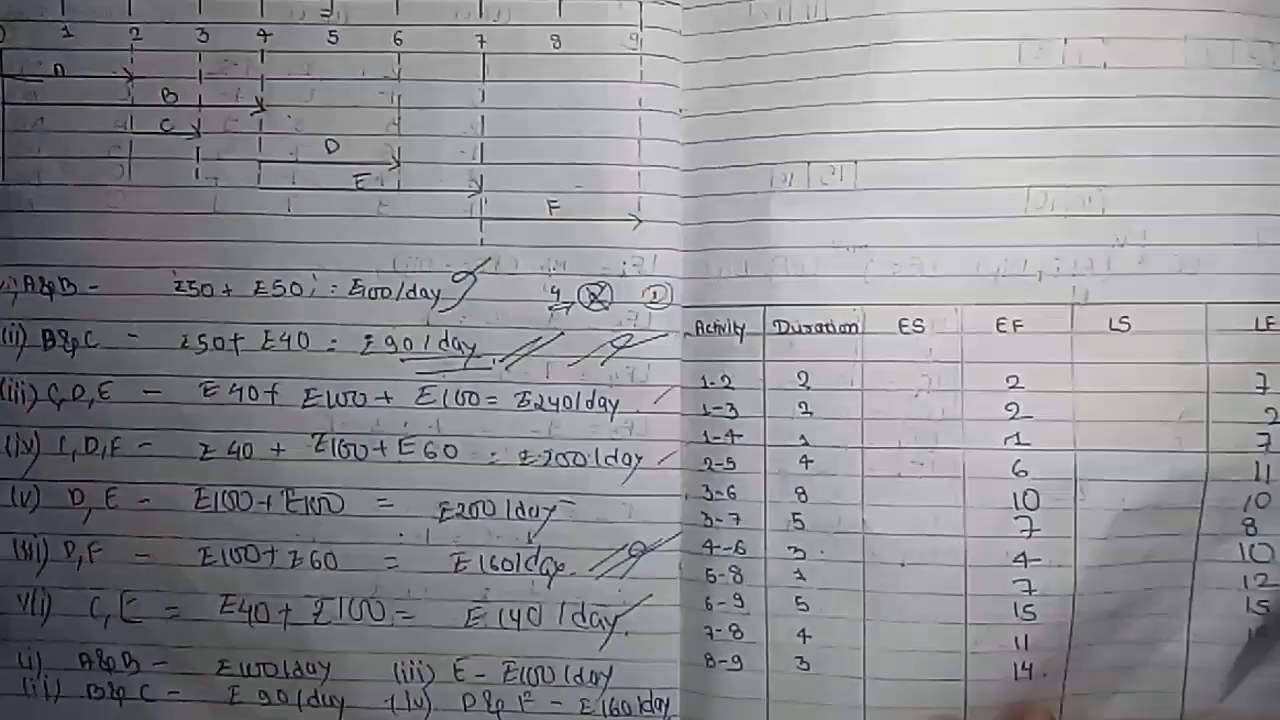 1 2 3 4 5 6 7 8 9
A
B
C
D
E
F
i) A&B - £50 + £50 = £100/day
(ii) B&C - £50 + £40 = £90/day
(iii) C,D,E - £40 + £100 + £100 = £240/day
(iv) C,D,F - £40 + £100 + £60 = £200/day
(v) D,E - £100 + £100 = £200/day
D,F - £100 + £60 = £160/day
C,E = £40 + £100 = £140/day
i) A&B - £100/day (iii) E - £100/day
(ii) B&C - £90/day (iv) D&F - £160/day
Activity Duration ES EF LS LF
1-2 2 2 7
1-3 2 2 2
1-4 1 1 7
2-5 4 6 11
3-6 8 10 10
3-7 5 7 8
4-6 3 4 10
5-8 1 7 12
6-9 5 15 15
7-8 4 11
8-9 3 14